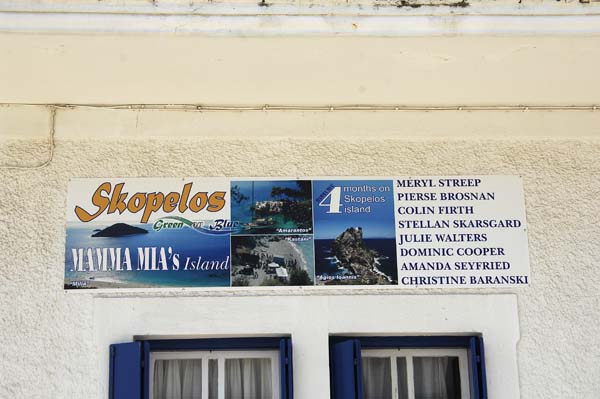 Skopelos
Green on Blue
MAMMA MIA's Island
"Milia"
"Amarantos"
"Kastani"
4 months on
Skopelos
island
"Agios Ioannis"
MERYL STREEP
PIERSE BROSNAN
COLIN FIRTH
STELLAN SKARSGARD
JULIE WALTERS
DOMINIC COOPER
AMANDA SEYFRIED
CHRISTINE BARANSKI